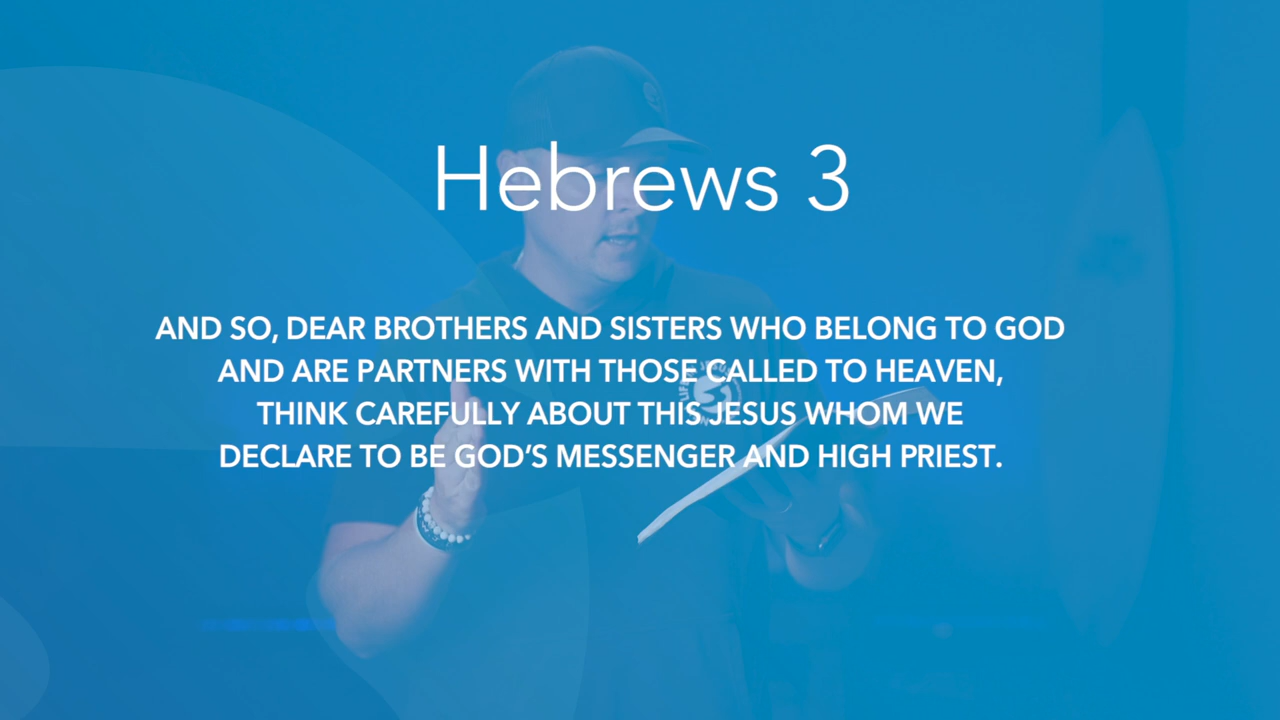 Hebrews 3
AND SO, DEAR BROTHERS AND SISTERS WHO BELONG TO GOD
AND ARE PARTNERS WITH THOSE CALLED TO HEAVEN,
THINK CAREFULLY ABOUT THIS JESUS WHOM WE
DECLARE TO BE GOD'S MESSENGER AND HIGH PRIEST.